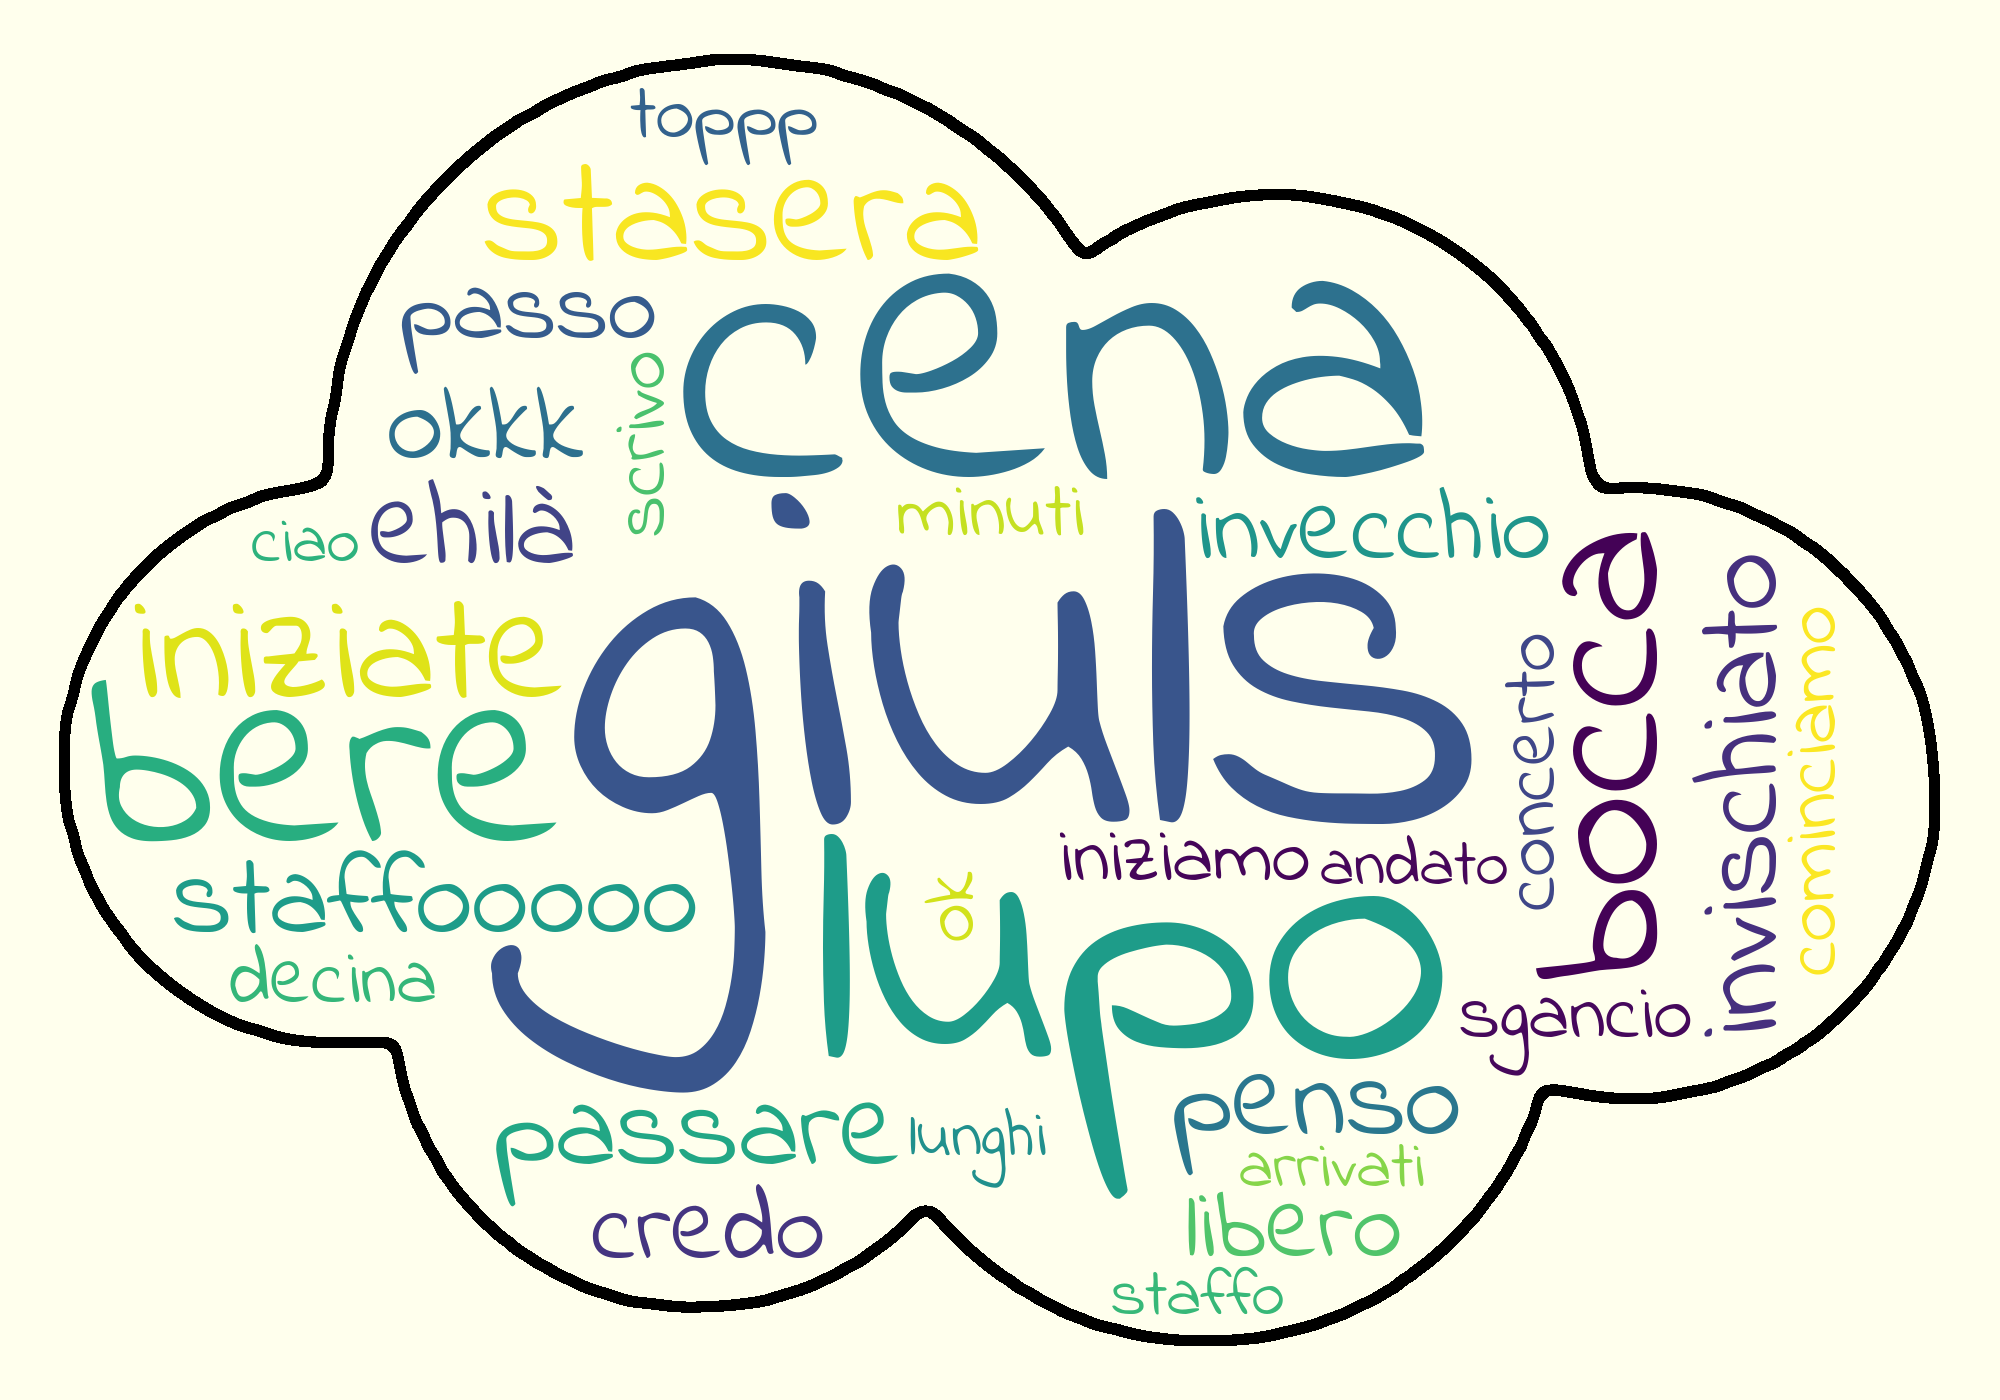 toppp
stasera
passo
cena
scrivo
okkk
ehilà
ciao
minuti
invecchio
iniziate
giuls
bere
bocca
invischiato
concerto
cominciamo
staffooooo
lupo
ok
iniziamo
andato
decina
sgancio
passare
lunghi
penso
arrivati
credo
libero
staffo